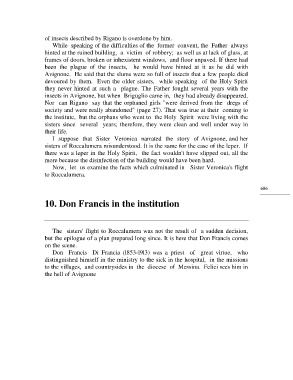 of insects described by Rigano is overdone by him.
While speaking of the difficulties of the former convent, the Father always
hinted at the ruined building, a victim of robbery; as well as at lack of glass, at
frames of doors, broken or inhexistent windows, and floor unpaved. If there had
been the plague of the insects, he would have hinted at it as he did with
Avignone. He said that the slums were so full of insects that a few people died
devoured by them. Even the older sisters, while speaking of the Holy Spirit
they never hinted at such a plague. The Father fought several years with the
insects in Avignone, but when Brigiglio came in, they had already disappeared.
Nor can Rigano say that the orphaned girls "were derived from the dregs of
society and were really abandoned" (page 27). That was true at their coming to
the Institute, but the orphans who went to the Holy Spirit were living with the
sisters since several years; therefore, they were clean and well under way in
their life.
I suppose that Sister Veronica narrated the story of Avignone, and her
sisters of Roccalumera misunderstood. It is the same for the case of the leper. If
there was a leper in the Holy Spirit, the fact wouldn't have slipped out, all the
more because the disinfection of the building would have been hard.
Now, let us examine the facts which culminated in Sister Veronica's flight
to Roccalumera.
10. Don Francis in the institution
The sisters' flight to Roccalumera was not the result of a sudden decision,
but the epilogue of a plan prepared long since. It is here that Don Francis comes
on the scene.
Don Francis Di Francia (1853-1913) was a priest of great virtue, who
distinguished himself in the ministry to the sick in the hospital, in the missions
to the villages, and countrysides in the diocese of Messina. Felici sees him in
the hell of Avignone